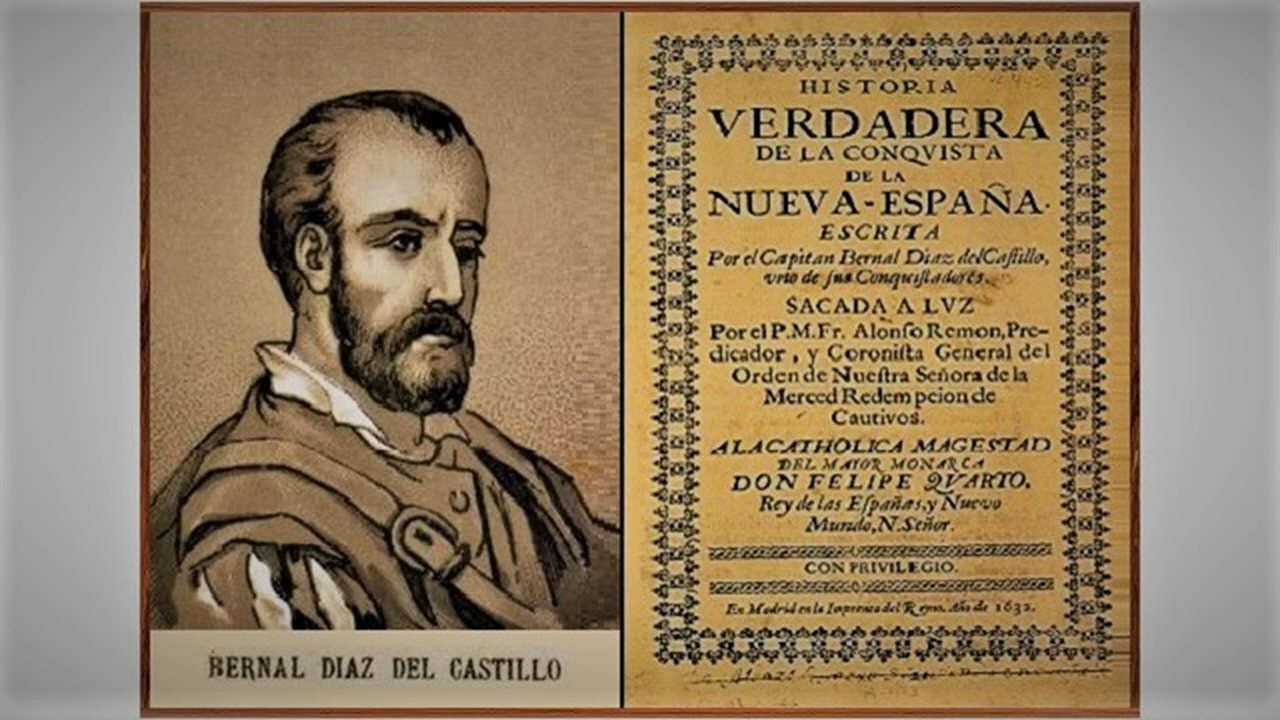 BERNAL DIAZ DEL CASTILLO
HISTORIA
VERDADERA
DE LA CONQVISTA
DE LA
NUEVA-ESPAÑA.
ESCRITA
Por el Capitan Bernal Diaz del Castillo,
vno de sus Conquistadores.
SACADA A LVZ
Por el P.M.Fr. Alonso Remon, Pre-
dicador, y Coronista General del
Orden de Nuestra Señora de la
Merced Redempcion de
Cautivos.
A LA CATHOLICA MAGESTAD
DEL MAYOR MONARCA
DON FELIPE QVARTO,
Rey de las Españas, y Nuevo
Mundo, N. Señor.
CON PRIVILEGIO.
En Madrid en la Imprenta del Reyno. Año de 1632.